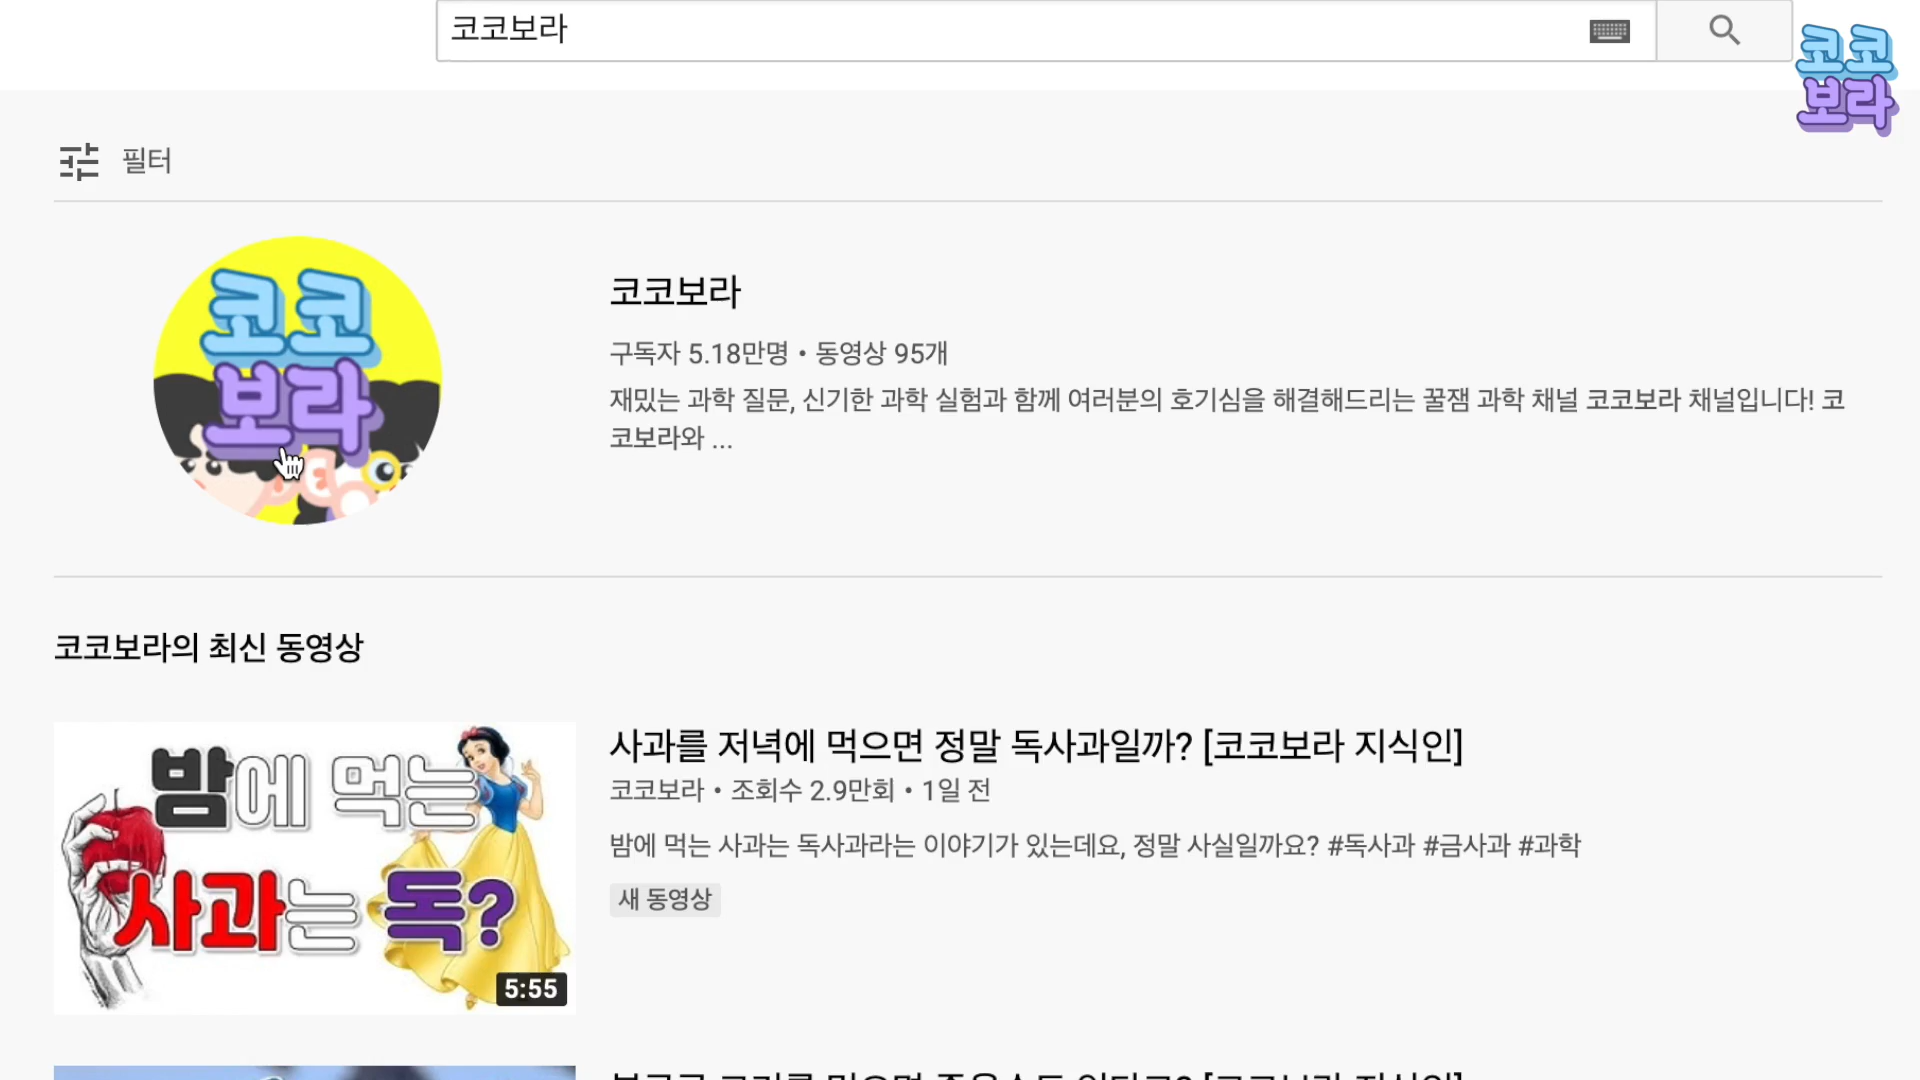 코코보라
코코
보라
필터
코코
보라
코코보라
구독자 5.18만명 • 동영상 95개
재밌는 과학 질문, 신기한 과학 실험과 함께 여러분의 호기심을 해결해드리는 꿀잼 과학 채널 코코보라 채널입니다! 코
코보라와 ...
코코보라의 최신 동영상
밤에 먹는
사과는 독?
5:55
사과를 저녁에 먹으면 정말 독사과일까? [코코보라 지식인]
코코보라 • 조회수 2.9만회 • 1일 전
밤에 먹는 사과는 독사과라는 이야기가 있는데요, 정말 사실일까요? #독사과 #금사과 #과학
새 동영상